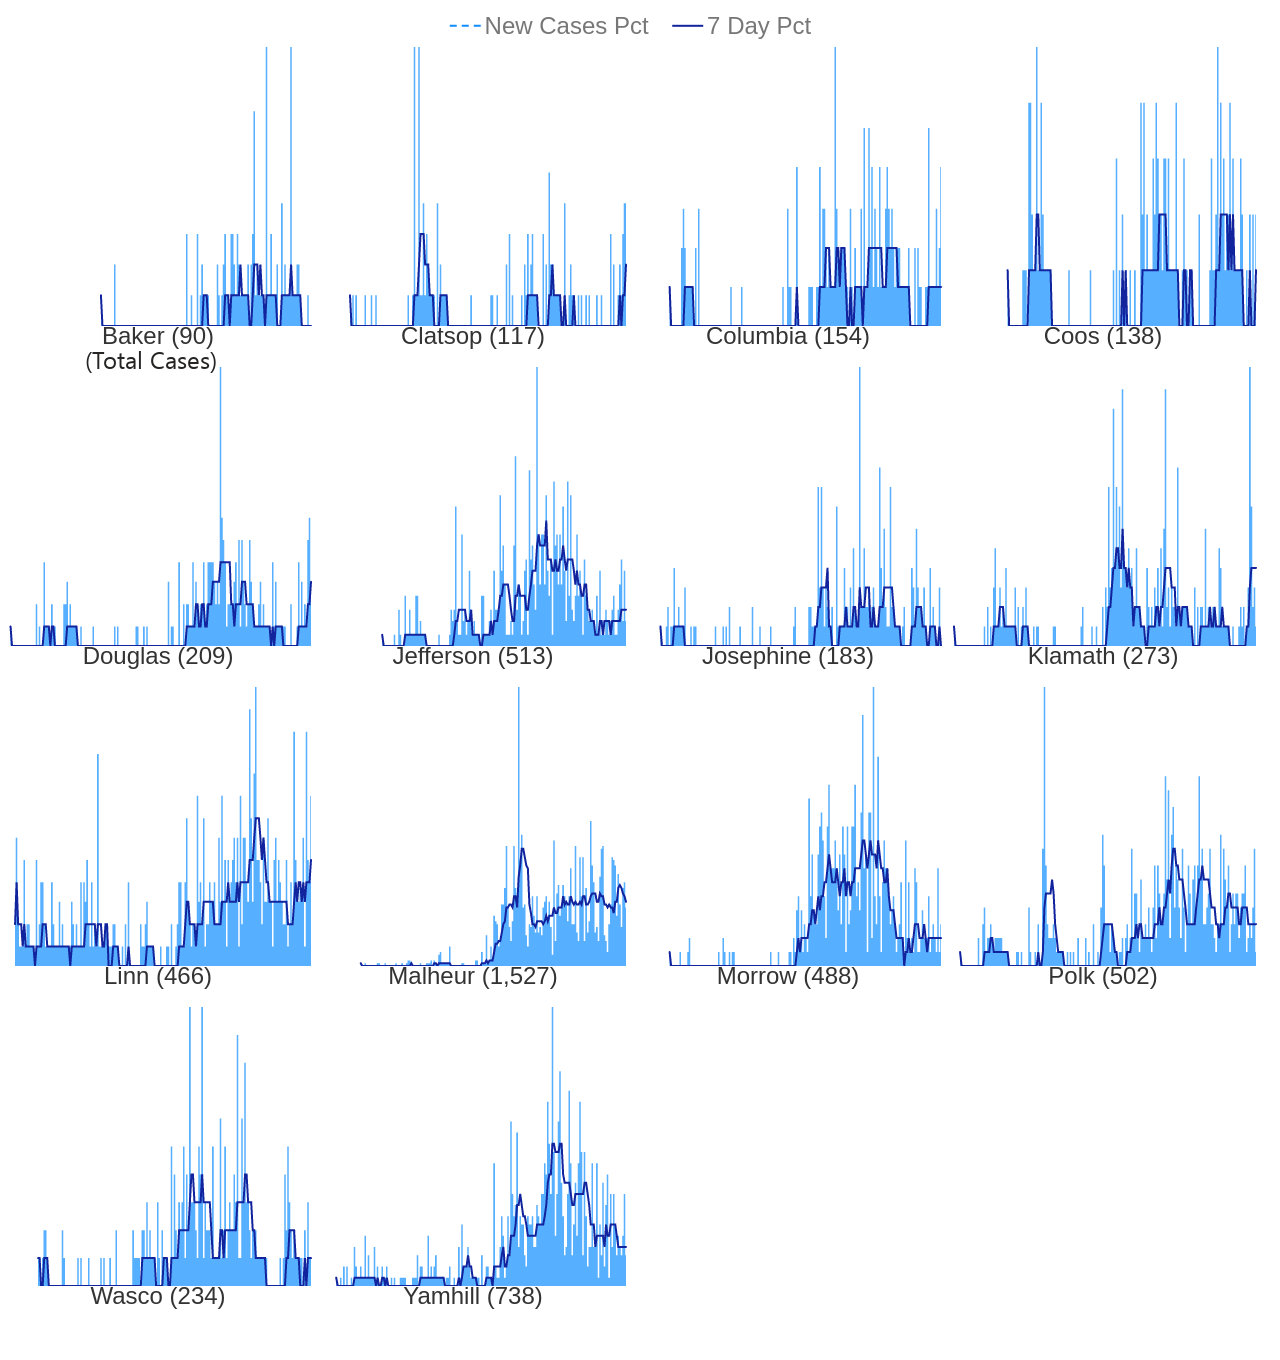 New Cases Pct 7 Day Pct
Baker (90) Clatsop (117) Columbia (154) Coos (138)
(Total Cases)
Douglas (209) Jefferson (513) Josephine (183) Klamath (273)
Linn (466) Malheur (1,527) Morrow (488) Polk (502)
Wasco (234) Yamhill (738)